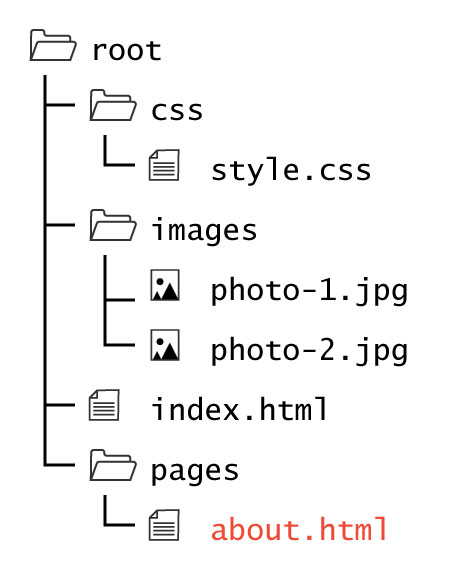 root
css
style.css
images
photo-1.jpg
photo-2.jpg
index.html
pages
about.html